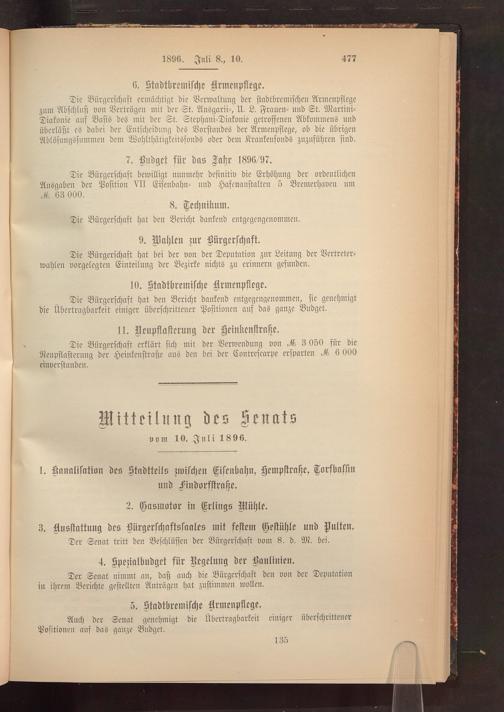 1896. Juli 8., 10. 477
6. Stadtbremische Armenpflege.
Die Bürgerschaft ermächtigt die Verwaltung der stadtbremischen Armenpflege
zum Abschluß von Verträgen mit der St. Ansgarii-, U. L. Frauen- und St. Martini-
Diakonie auf Basis des mit der St. Stephani-Diakonie getroffenen Abkommens und
überläßt es dabei der Entscheidung des Vorstandes der Armenpflege, ob die übrigen
Ablösungssummen dem Wohlthätigkeitsfonds oder dem Krankenfonds zuzuführen sind.
7. Budget für das Jahr 1896/97.
Die Bürgerschaft bewilligt nunmehr definitiv die Erhöhung der ordentlichen
Ausgaben der Position VII Eisenbahn- und Hafenanstalten 5 Bremerhaven um
ℳ 63 000.
8. Technikum.
Die Bürgerschaft hat den Bericht dankend entgegengenommen.
9. Wahlen zur Bürgerschaft.
Die Bürgerschaft hat bei der von der Deputation zur Leitung der Vertreter-
wahlen vorgelegten Einteilung der Bezirke nichts zu erinnern gefunden.
10. Stadtbremische Armenpflege.
Die Bürgerschaft hat den Bericht dankend entgegengenommen, sie genehmigt
die Übertragbarkeit einiger überschrittener Positionen auf das ganze Budget.
11. Neupflasterung der Heinkenstraße.
Die Bürgerschaft erklärt sich mit der Verwendung von ℳ 3 050 für die
Neupflasterung der Heinkenstraße aus den bei der Contrescarpe ersparten ℳ 6 000
einverstanden.
Mitteilung des Senats
vom 10. Juli 1896.
1. Kanalisation des Stadtteils zwischen Eisenbahn, Hempstraße, Torfbassin
und Findorfstraße.
2. Gasmotor in Erlings Mühle.
3. Ausstattung des Bürgerschaftssaales mit festem Gestühle und Pulten.
Der Senat tritt den Beschlüssen der Bürgerschaft vom 8. d. M. bei.
4. Spezialbudget für Regelung der Baulinien.
Der Senat nimmt an, daß auch die Bürgerschaft den von der Deputation
in ihrem Berichte gestellten Anträgen hat zustimmen wollen.
5. Stadtbremische Armenpflege.
Auch der Senat genehmigt die Übertragbarkeit einiger überschrittener
Positionen auf das ganze Budget.
135